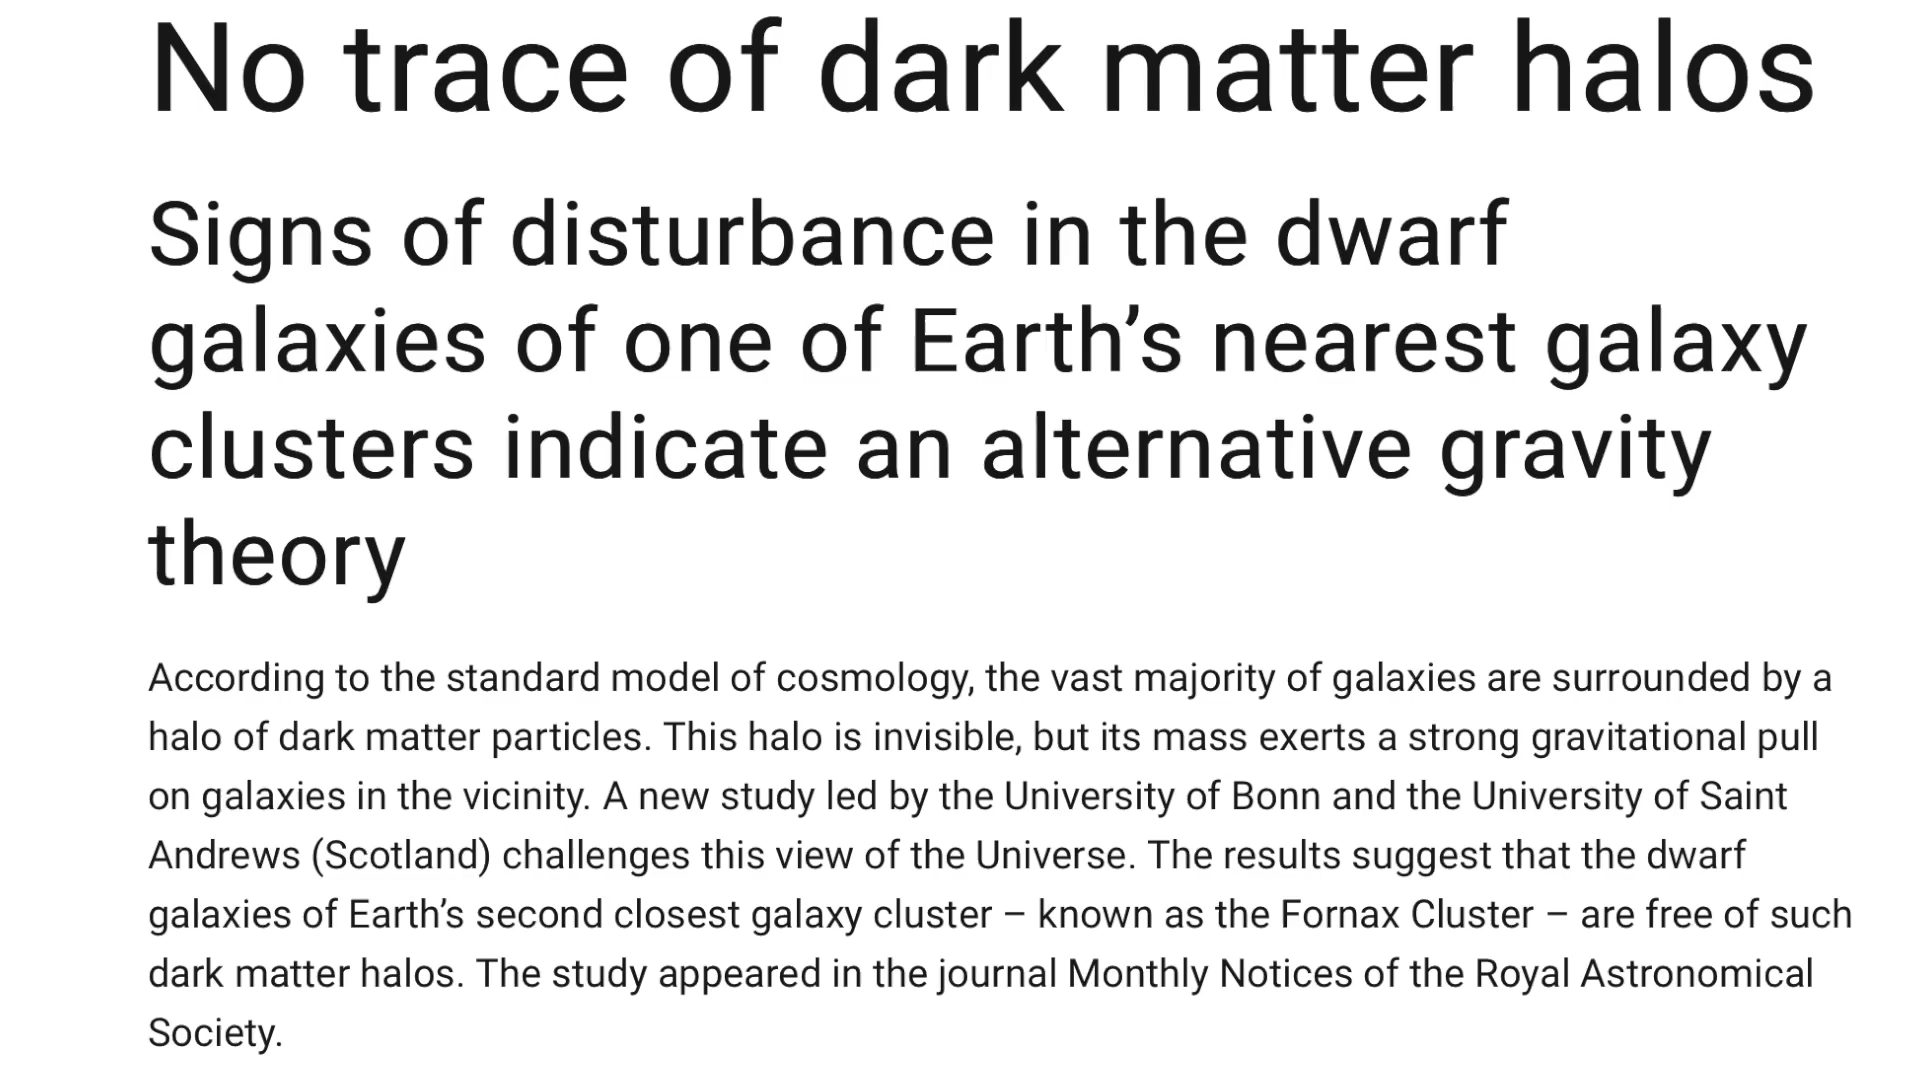 No trace of dark matter halos
Signs of disturbance in the dwarf
galaxies of one of Earth’s nearest galaxy
clusters indicate an alternative gravity
theory
According to the standard model of cosmology, the vast majority of galaxies are surrounded by a
halo of dark matter particles. This halo is invisible, but its mass exerts a strong gravitational pull
on galaxies in the vicinity. A new study led by the University of Bonn and the University of Saint
Andrews (Scotland) challenges this view of the Universe. The results suggest that the dwarf
galaxies of Earth’s second closest galaxy cluster – known as the Fornax Cluster – are free of such
dark matter halos. The study appeared in the journal Monthly Notices of the Royal Astronomical
Society.